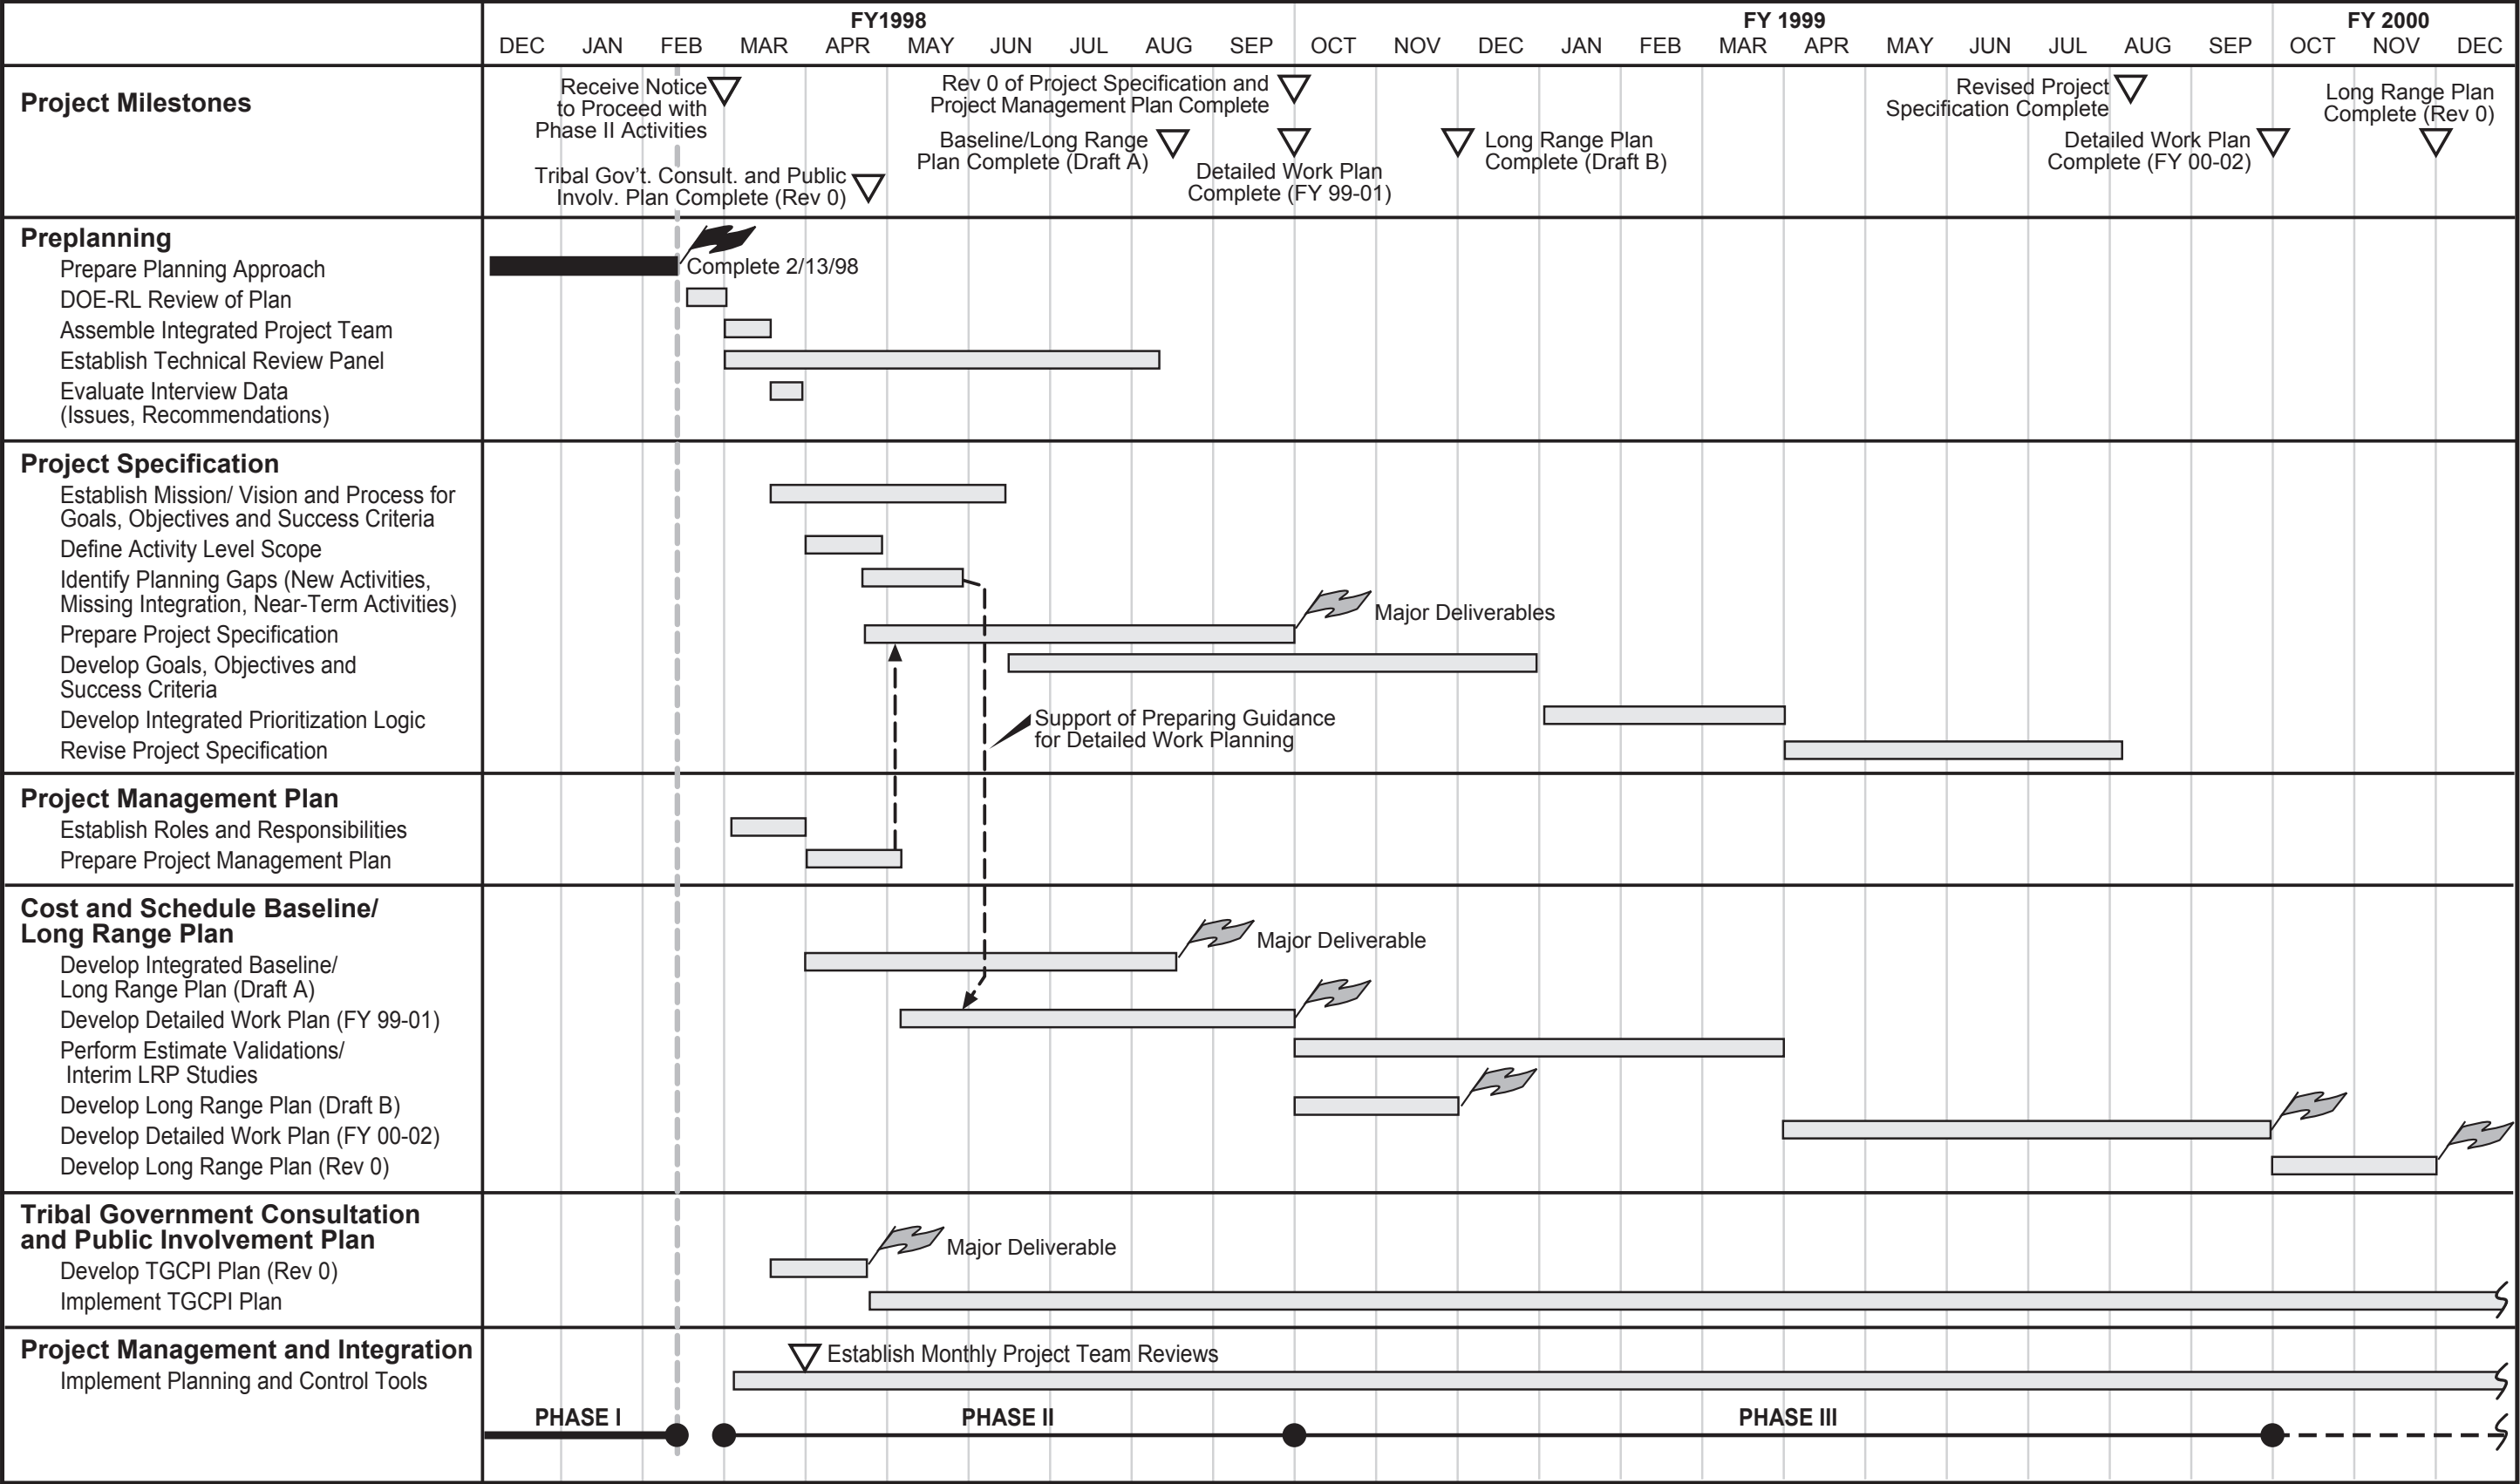 FY1998
FY 1999
FY 2000
DEC JAN FEB MAR APR MAY JUN JUL AUG SEP OCT NOV DEC JAN FEB MAR APR MAY JUN JUL AUG SEP OCT NOV DEC
Project Milestones
Receive Notice
to Proceed with
Phase II Activities
Tribal Gov't. Consult. and Public
Involv. Plan Complete (Rev 0)
Rev 0 of Project Specification and
Project Management Plan Complete
Baseline/Long Range
Plan Complete (Draft A)
Detailed Work Plan
Complete (FY 99-01)
Long Range Plan
Complete (Draft B)
Revised Project
Specification Complete
Detailed Work Plan
Complete (FY 00-02)
Long Range Plan
Complete (Rev 0)
Preplanning
Prepare Planning Approach
Complete 2/13/98
DOE-RL Review of Plan
Assemble Integrated Project Team
Establish Technical Review Panel
Evaluate Interview Data
(Issues, Recommendations)
Project Specification
Establish Mission/ Vision and Process for
Goals, Objectives and Success Criteria
Define Activity Level Scope
Identify Planning Gaps (New Activities,
Missing Integration, Near-Term Activities)
Major Deliverables
Prepare Project Specification
Develop Goals, Objectives and
Success Criteria
Develop Integrated Prioritization Logic
Support of Preparing Guidance
for Detailed Work Planning
Revise Project Specification
Project Management Plan
Establish Roles and Responsibilities
Prepare Project Management Plan
Cost and Schedule Baseline/
Long Range Plan
Major Deliverable
Develop Integrated Baseline/
Long Range Plan (Draft A)
Develop Detailed Work Plan (FY 99-01)
Perform Estimate Validations/
Interim LRP Studies
Develop Long Range Plan (Draft B)
Develop Detailed Work Plan (FY 00-02)
Develop Long Range Plan (Rev 0)
Tribal Government Consultation
and Public Involvement Plan
Major Deliverable
Develop TGCPI Plan (Rev 0)
Implement TGCPI Plan
Project Management and Integration
Establish Monthly Project Team Reviews
Implement Planning and Control Tools
PHASE I
PHASE II
PHASE III